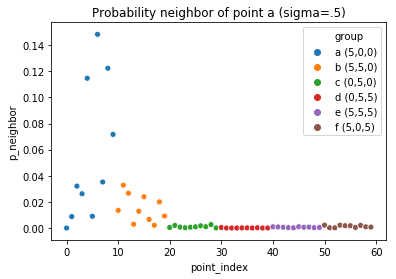 Probability neighbor of point a (sigma=.5)
group
a (5,0,0)
b (5,5,0)
c (0,5,0)
d (0,5,5)
e (5,5,5)
f (5,0,5)
0.14
0.12
0.10
0.08
0.06
0.04
0.02
0.00
p_neighbor
0 10 20 30 40 50 60
point_index